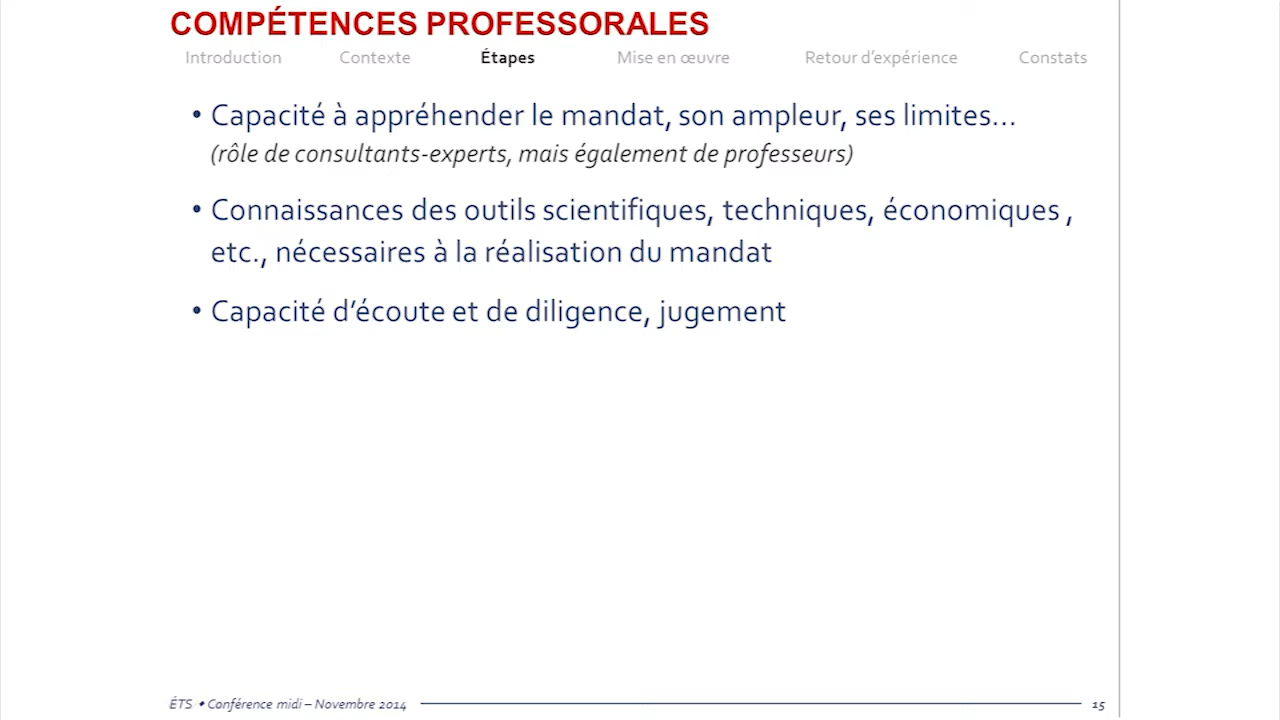 COMPÉTENCES PROFESSORALES
Introduction Contexte Étapes Mise en œuvre Retour d'expérience Constats
• Capacité à appréhender le mandat, son ampleur, ses limites…
(rôle de consultants-experts, mais également de professeurs)
• Connaissances des outils scientifiques, techniques, économiques ,
etc., nécessaires à la réalisation du mandat
• Capacité d'écoute et de diligence, jugement
ÉTS • Conférence midi – Novembre 2014 15